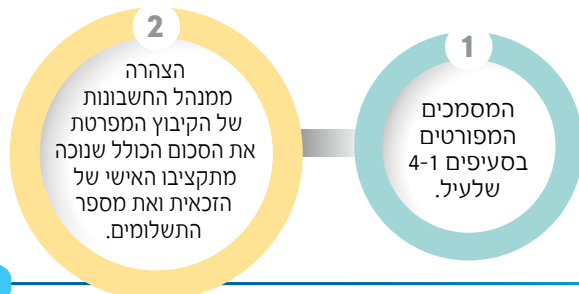 1
המסמכים
המפורטים
בסעיפים 4-1
שלעיל.
2
הצהרה
ממנהל החשבונות
של הקיבוץ המפרטת
את הסכום הכולל שנוכה
מתקציבו האישי של
הזכאית ואת מספר
התשלומים.